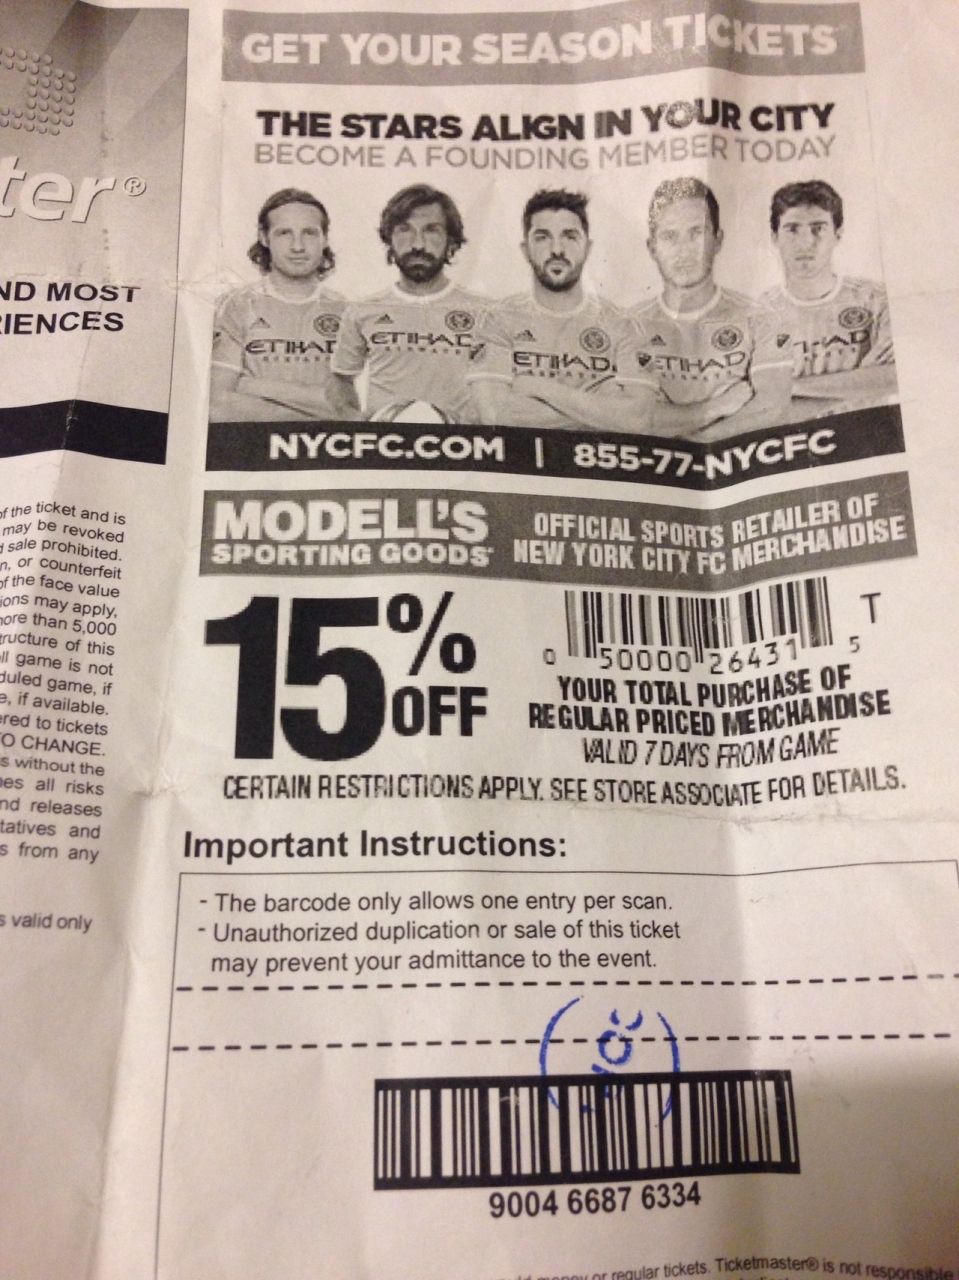 ter®
ND MOST
RIENCES
of the ticket and is
may be revoked
sale prohibited.
n, or counterfeit
of the face value
ions may apply,
more than 5,000
tructure of this
ll game is not
duled game, if
e, if available.
ered to tickets
TO CHANGE.
s without the
es all risks
nd releases
tatives and
s from any
s valid only
GET YOUR SEASON TICKETS
THE STARS ALIGN IN YOUR CITY
BECOME A FOUNDING MEMBER TODAY
ETIHAD
ETIHAD
AIRWAYS
ETIHAD
ETIHAD
TIHAD
NYCFC.COM | 855-77-NYCFC
MODELL'S
SPORTING GOODS
OFFICIAL SPORTS RETAILER OF
NEW YORK CITY FC MERCHANDISE
15% OFF
T
0 50000 26431 5
YOUR TOTAL PURCHASE OF
REGULAR PRICED MERCHANDISE
VALID 7 DAYS FROM GAME
CERTAIN RESTRICTIONS APPLY. SEE STORE ASSOCIATE FOR DETAILS.
Important Instructions:
- The barcode only allows one entry per scan.
- Unauthorized duplication or sale of this ticket
may prevent your admittance to the event.
9004 6687 6334
money or regular tickets. Ticketmaster® is not responsible